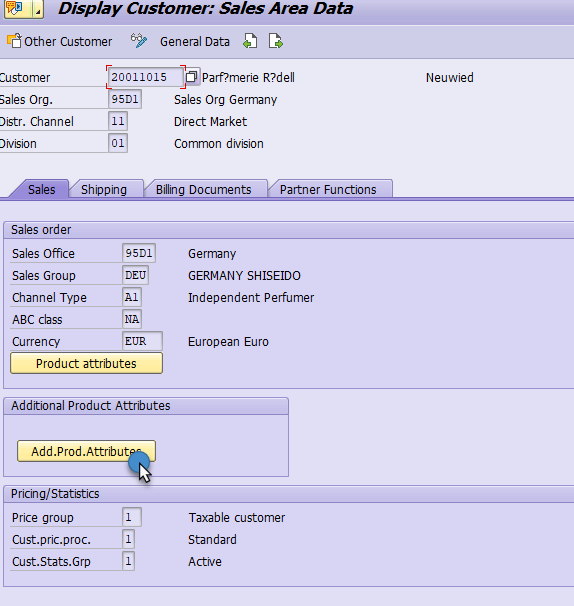 Display Customer: Sales Area Data
Other Customer General Data
Customer 20011015 Parf?merie R?dell Neuwied
Sales Org. 95D1 Sales Org Germany
Distr. Channel 11 Direct Market
Division 01 Common division
Sales Shipping Billing Documents Partner Functions
Sales order
Sales Office 95D1 Germany
Sales Group DEU GERMANY SHISEIDO
Channel Type A1 Independent Perfumer
ABC class NA
Currency EUR European Euro
Product attributes
Additional Product Attributes
Add.Prod.Attributes
Pricing/Statistics
Price group 1 Taxable customer
Cust.pric.proc. 1 Standard
Cust.Stats.Grp 1 Active